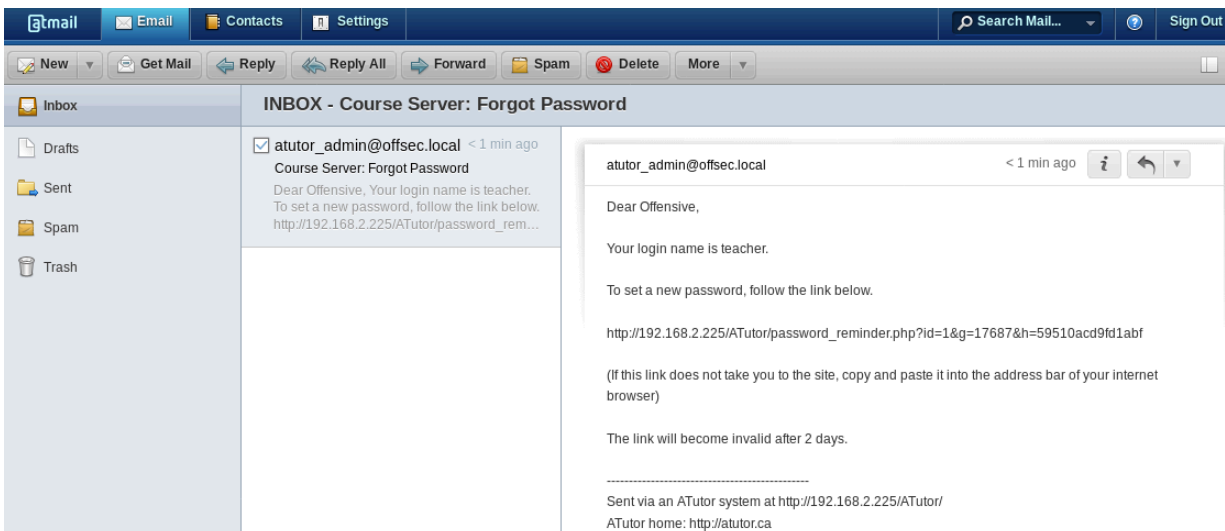 @tmail
Email
Contacts
Settings
Search Mail...
Sign Out
New
Get Mail
Reply
Reply All
Forward
Spam
Delete
More
Inbox
Drafts
Sent
Spam
Trash
INBOX - Course Server: Forgot Password
atutor_admin@offsec.local < 1 min ago
Course Server: Forgot Password
Dear Offensive, Your login name is teacher.
To set a new password, follow the link below.
http://192.168.2.225/ATutor/password_rem…
atutor_admin@offsec.local
< 1 min ago
Dear Offensive,
Your login name is teacher.
To set a new password, follow the link below.
http://192.168.2.225/ATutor/password_reminder.php?id=1&g=17687&h=59510acd9fd1abf
(If this link does not take you to the site, copy and paste it into the address bar of your internet
browser)
The link will become invalid after 2 days.
----------------------------------------------
Sent via an ATutor system at http://192.168.2.225/ATutor/
ATutor home: http://atutor.ca